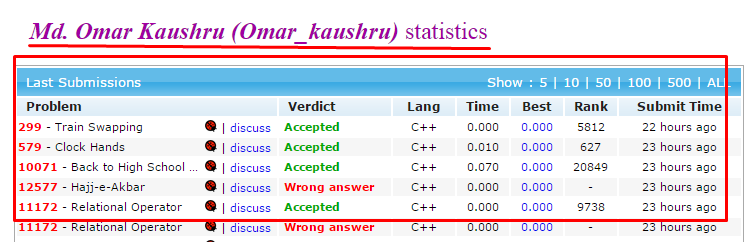 Md. Omar Kaushru (Omar_kaushru) statistics
Last Submissions Show : 5 | 10 | 50 | 100 | 500 | ALL
Problem Verdict Lang Time Best Rank Submit Time
299 - Train Swapping | discuss Accepted C++ 0.000 0.000 5812 22 hours ago
579 - Clock Hands | discuss Accepted C++ 0.010 0.000 627 23 hours ago
10071 - Back to High School ... | discuss Accepted C++ 0.070 0.000 20849 23 hours ago
12577 - Hajj-e-Akbar | discuss Wrong answer C++ 0.000 0.000 - 23 hours ago
11172 - Relational Operator | discuss Accepted C++ 0.000 0.000 9738 23 hours ago
11172 - Relational Operator | discuss Wrong answer C++ 0.000 0.000 - 23 hours ago